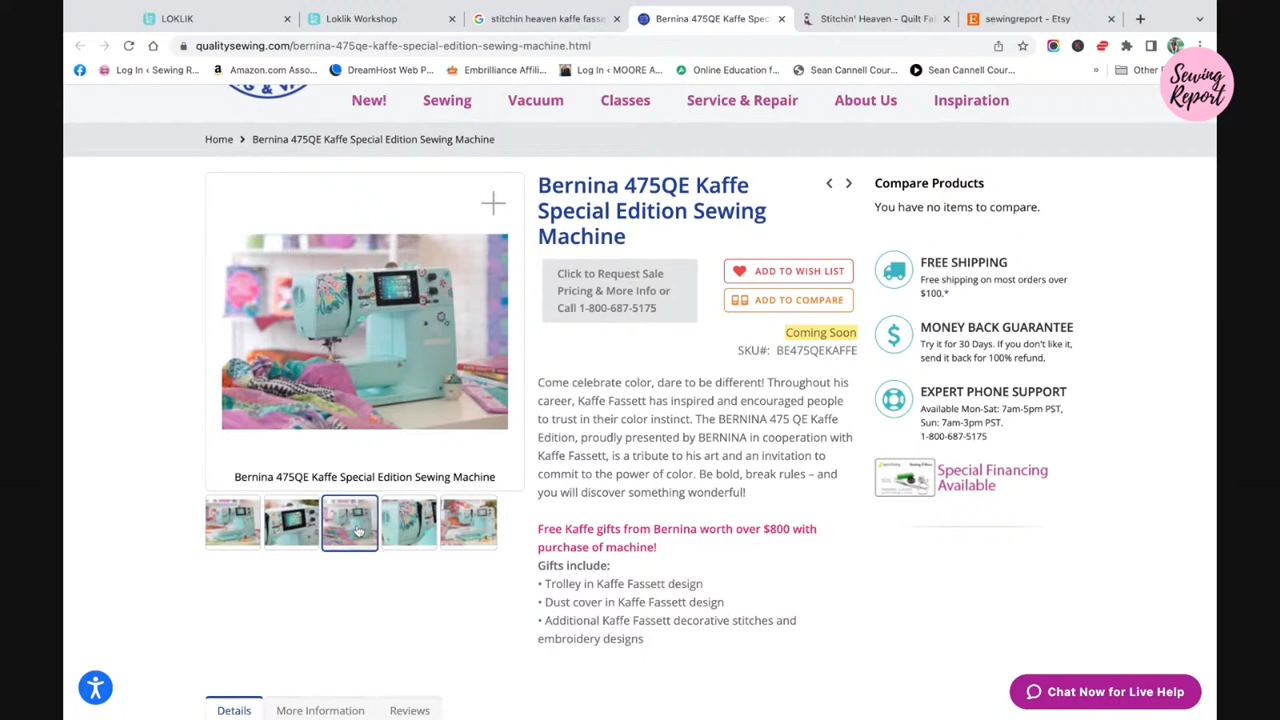 LOKLIK
Loklik Workshop
stitchin heaven kaffe fasse
Bernina 475QE Kaffe Spec
Stitchin' Heaven - Quilt Fa
sewingreport - Etsy
qualitysewing.com/bernina-475qe-kaffe-special-edition-sewing-machine.html
Log In ‹ Sewing R...
Amazon.com Asso...
DreamHost Web P...
Embrilliance Affili...
Log In ‹ MOORE A...
Online Education f...
Sean Cannell Cour...
Sean Cannell Cour...
»
Other
Sewing
Report
New!
Sewing
Vacuum
Classes
Service & Repair
About Us
Inspiration
Home > Bernina 475QE Kaffe Special Edition Sewing Machine
Bernina 475QE Kaffe
Special Edition Sewing
Machine
Click to Request Sale
Pricing & More Info or
Call 1-800-687-5175
ADD TO WISH LIST
ADD TO COMPARE
Coming Soon
SKU#: BE475QEKAFFE
Come celebrate color, dare to be different! Throughout his
career, Kaffe Fassett has inspired and encouraged people
to trust in their color instinct. The BERNINA 475 QE Kaffe
Edition, proudly presented by BERNINA in cooperation with
Kaffe Fassett, is a tribute to his art and an invitation to
commit to the power of color. Be bold, break rules – and
you will discover something wonderful!
Free Kaffe gifts from Bernina worth over $800 with
purchase of machine!
Gifts include:
• Trolley in Kaffe Fassett design
• Dust cover in Kaffe Fassett design
• Additional Kaffe Fassett decorative stitches and
embroidery designs
Bernina 475QE Kaffe Special Edition Sewing Machine
Compare Products
You have no items to compare.
FREE SHIPPING
Free shipping on most orders over
$100.*
MONEY BACK GUARANTEE
Try it for 30 Days. If you don't like it,
send it back for 100% refund.
EXPERT PHONE SUPPORT
Available Mon-Sat: 7am-5pm PST,
Sun: 7am-3pm PST.
1-800-687-5175
Special Financing
Available
Details
More Information
Reviews
Chat Now for Live Help